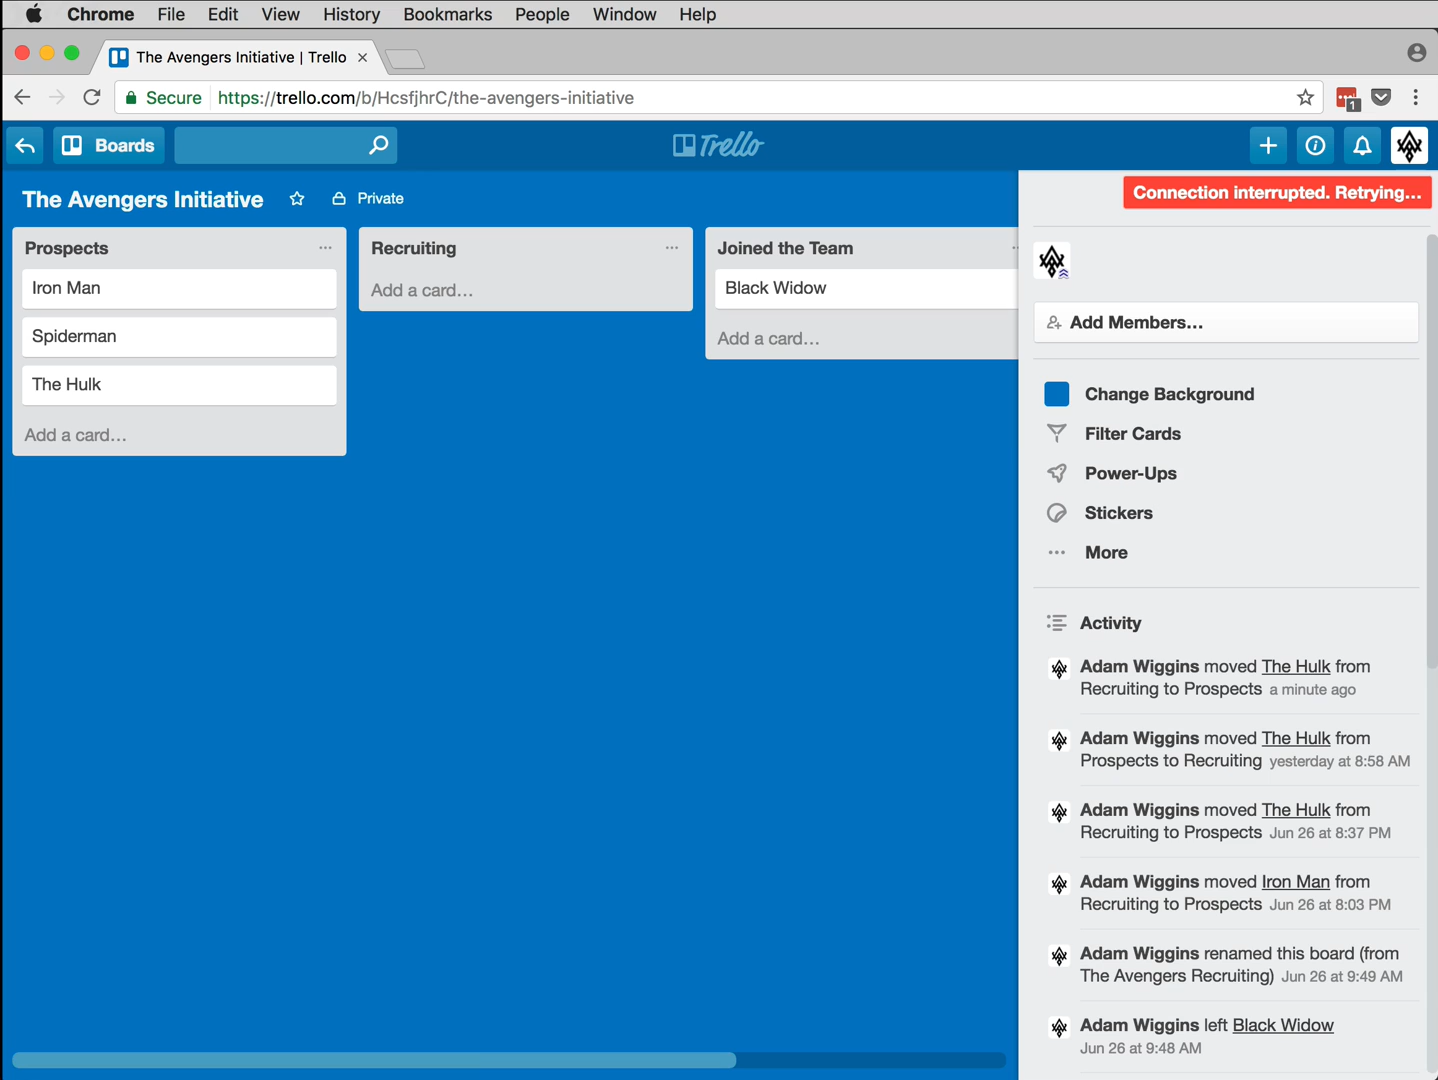 Chrome File Edit View History Bookmarks People Window Help
The Avengers Initiative | Trello
Secure https://trello.com/b/HcsfjhrC/the-avengers-initiative
1
Boards
Trello
The Avengers Initiative Private
Connection interrupted. Retrying...
Prospects
Iron Man
Spiderman
The Hulk
Add a card…
Recruiting
Add a card…
Joined the Team
Black Widow
Add a card…
Add Members…
Change Background
Filter Cards
Power-Ups
Stickers
More
Activity
Adam Wiggins moved The Hulk from
Recruiting to Prospects a minute ago
Adam Wiggins moved The Hulk from
Prospects to Recruiting yesterday at 8:58 AM
Adam Wiggins moved The Hulk from
Recruiting to Prospects Jun 26 at 8:37 PM
Adam Wiggins moved Iron Man from
Recruiting to Prospects Jun 26 at 8:03 PM
Adam Wiggins renamed this board (from
The Avengers Recruiting) Jun 26 at 9:49 AM
Adam Wiggins left Black Widow
Jun 26 at 9:48 AM